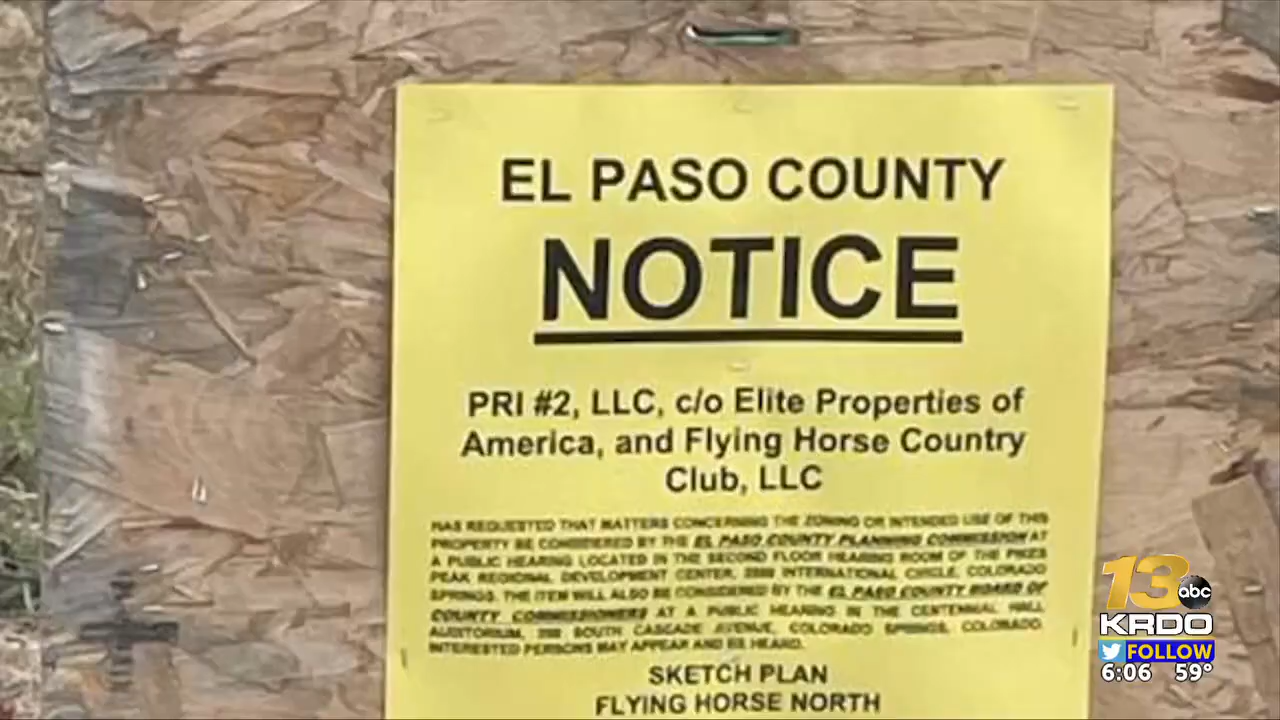 EL PASO COUNTY
NOTICE
PRI #2, LLC, c/o Elite Properties of
America, and Flying Horse Country
Club, LLC
HAS REQUESTED THAT MATTERS CONCERNING THE ZONING OR INTENDED USE OF THIS
PROPERTY BE CONSIDERED BY THE EL PASO COUNTY PLANNING COMMISSION AT
A PUBLIC HEARING LOCATED IN THE SECOND FLOOR HEARING ROOM OF THE PIKES
PEAK REGIONAL DEVELOPMENT CENTER, INTERNATIONAL CIRCLE, COLORADO
SPRINGS. THE ITEM WILL ALSO BE CONSIDERED BY THE EL PASO COUNTY BOARD OF
COUNTY COMMISSIONERS AT A PUBLIC HEARING IN THE CENTENNIAL HALL
AUDITORIUM, SOUTH CASCADE AVENUE, COLORADO SPRINGS, COLORADO.
INTERESTED PERSONS MAY APPEAR AND BE HEARD.
SKETCH PLAN
FLYING HORSE NORTH
13 abc
KRDO
FOLLOW
6:06 59°